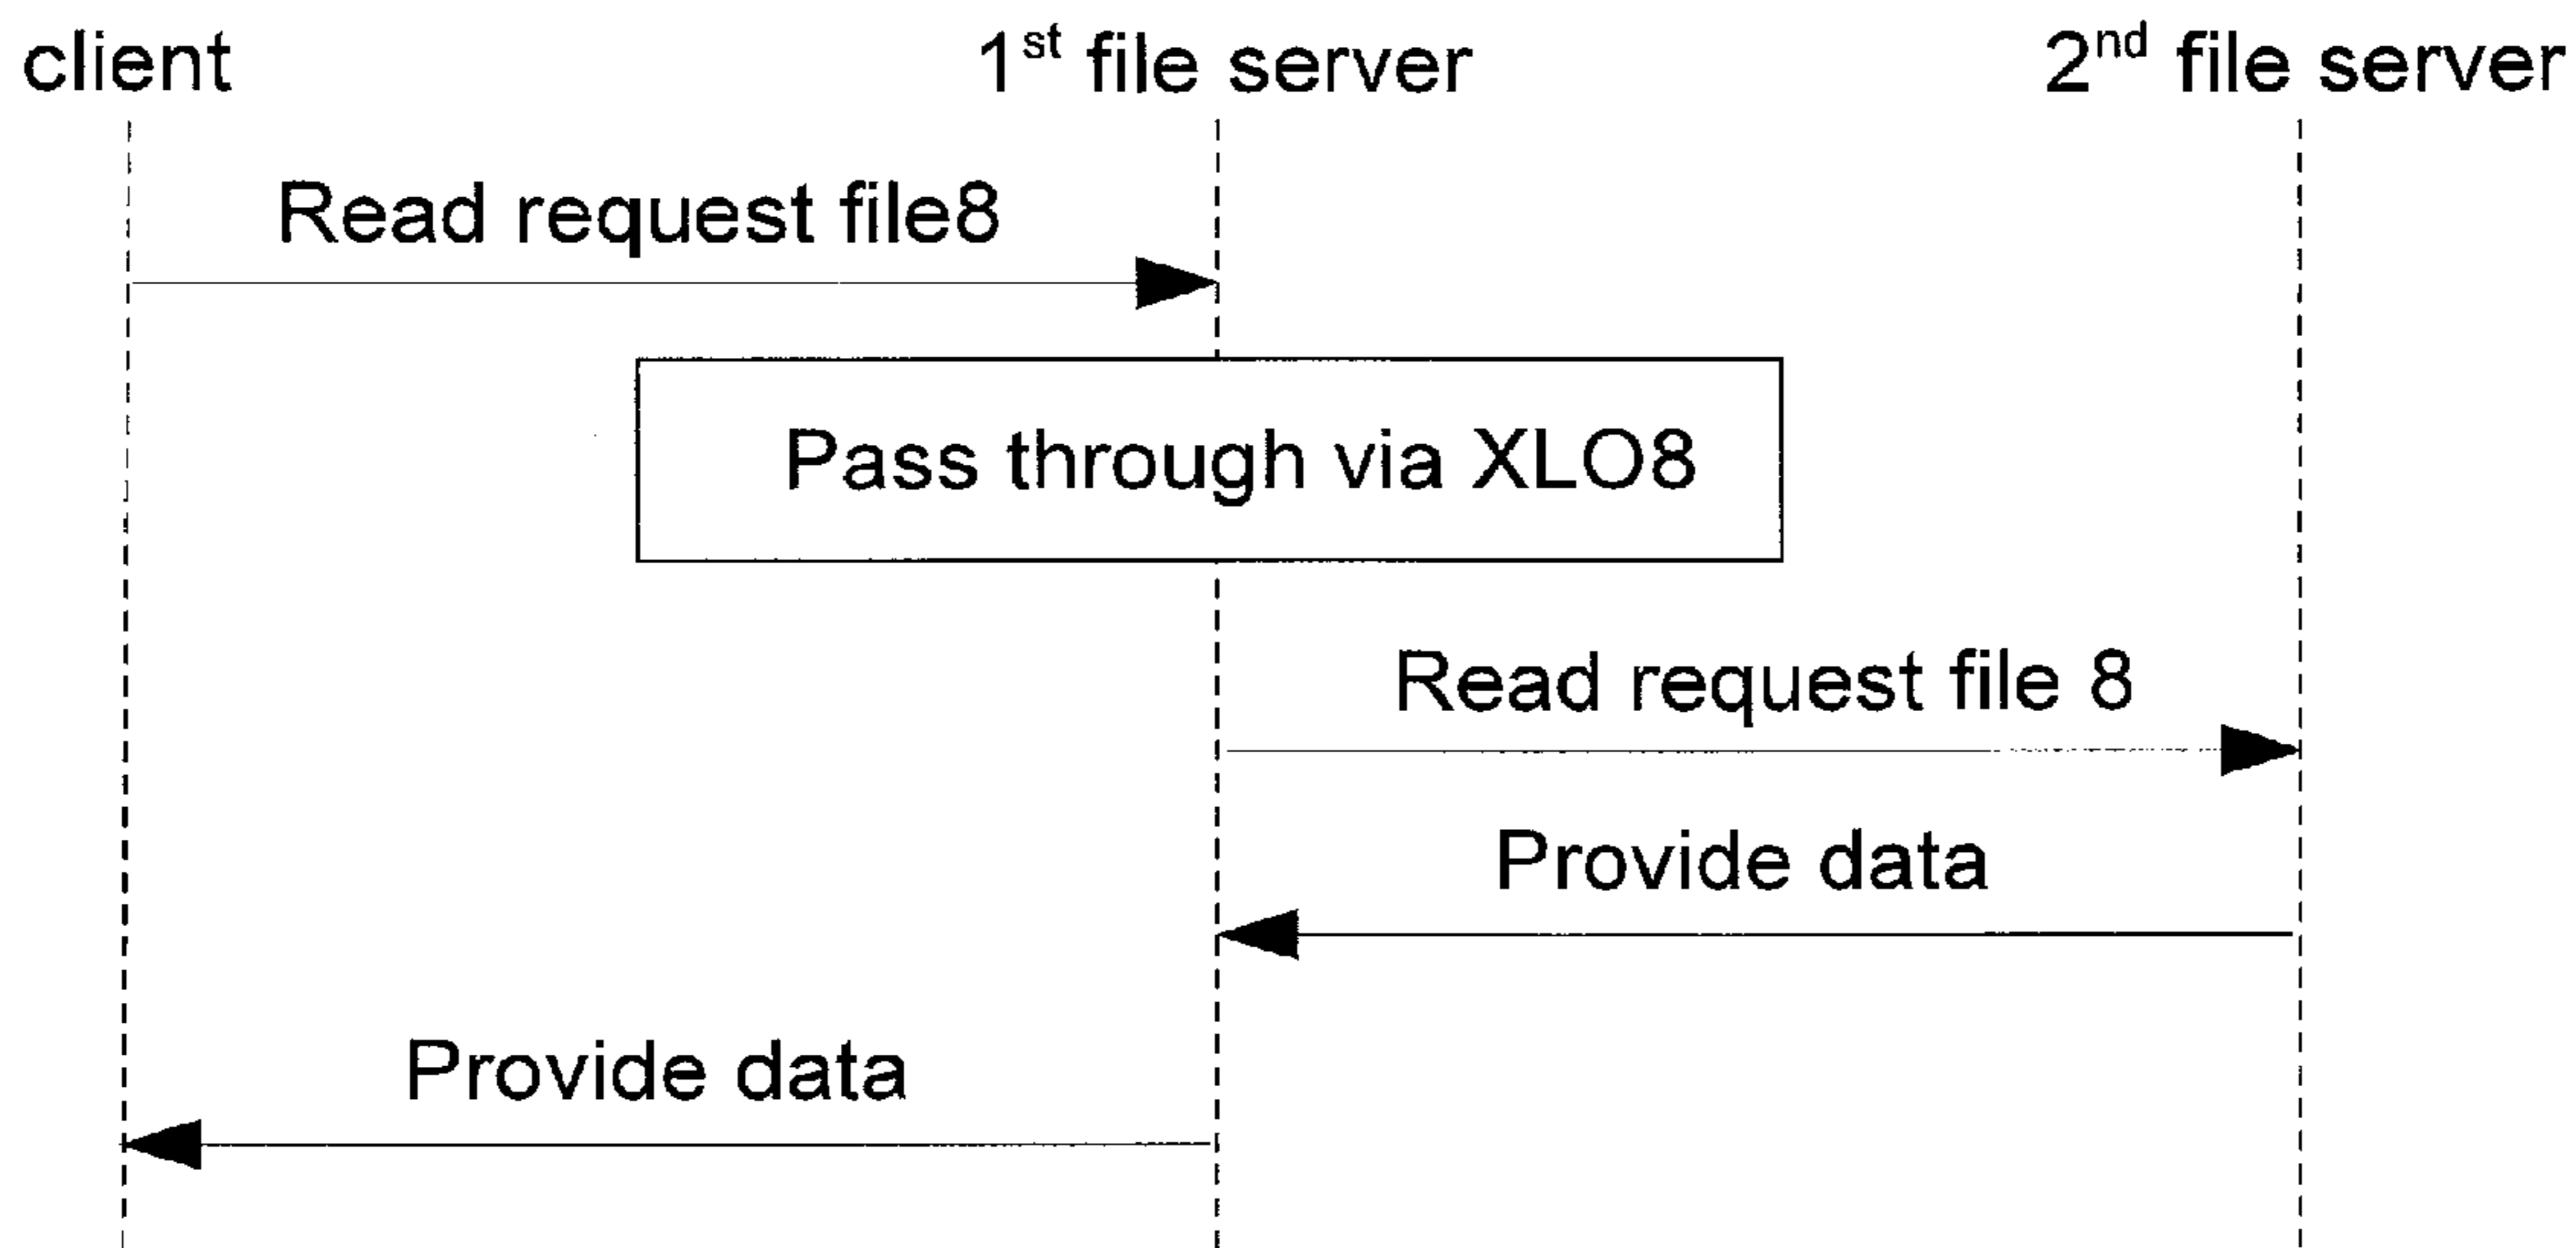 client
1st file server
2nd file server
Read request file8
Pass through via XLO8
Read request file 8
Provide data
Provide data